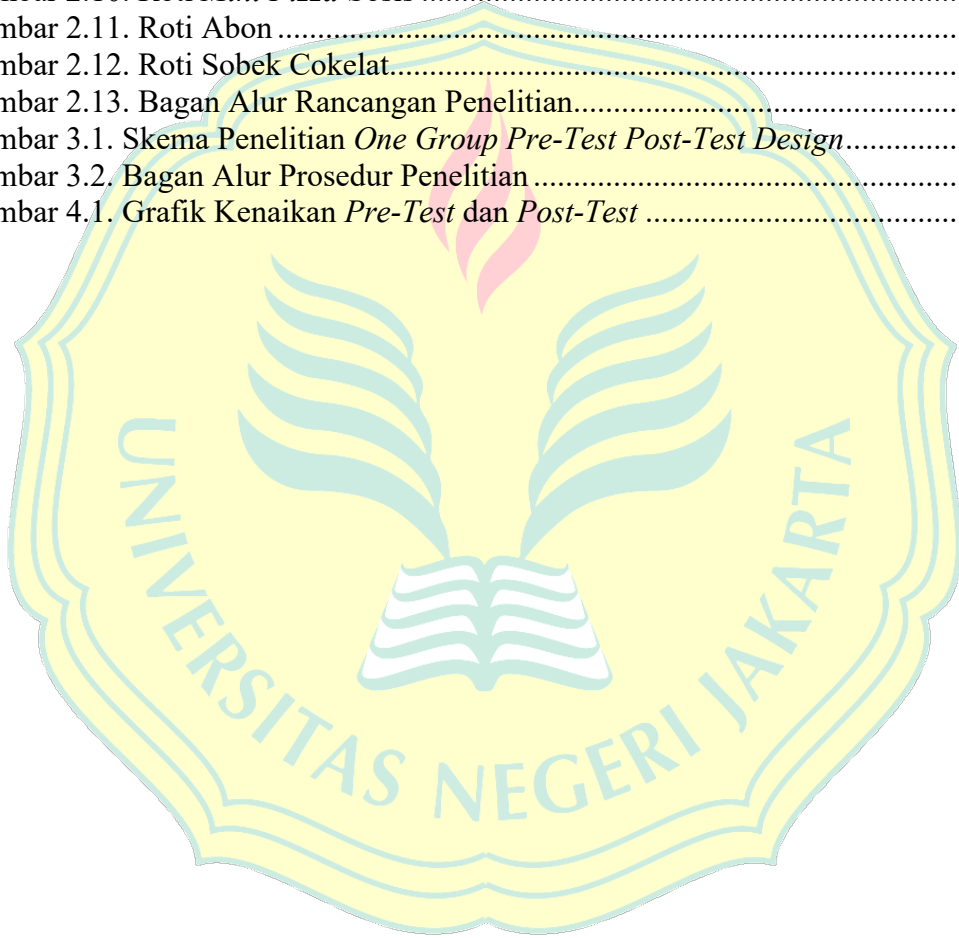 mbar 2.11. Roti Abon ............................................................................................
mbar 2.12. Roti Sobek Cokelat.............................................................................
mbar 2.13. Bagan Alur Rancangan Penelitian....................................................
mbar 3.1. Skema Penelitian One Group Pre-Test Post-Test Design...............
mbar 3.2. Bagan Alur Prosedur Penelitian ..........................................................
mbar 4.1. Grafik Kenaikan Pre-Test dan Post-Test ..........................................
UNIVERSITAS NEGERI JAKARTA